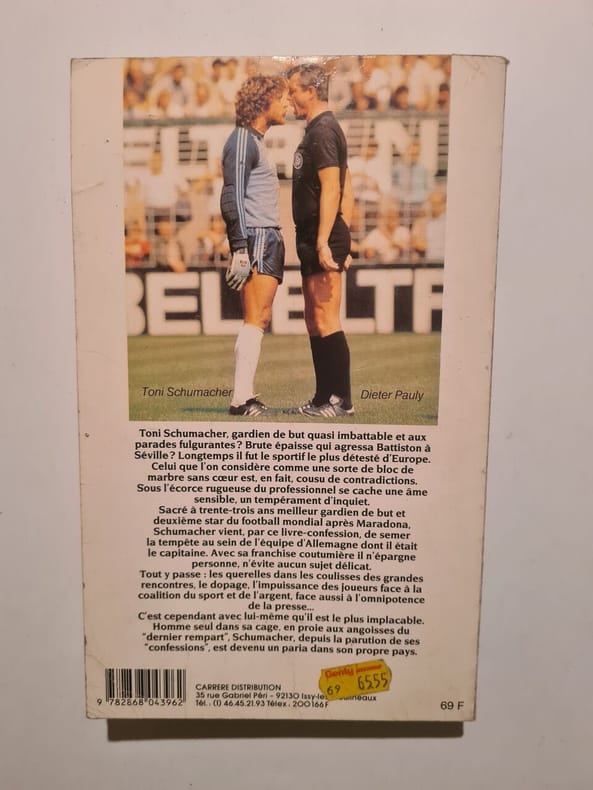 BELTRON
BELELTR
Toni Schumacher
Dieter Pauly
Toni Schumacher, gardien de but quasi imbattable et aux
parades fulgurantes? Brute épaisse qui agressa Battiston à
Séville? Longtemps il fut le sportif le plus détesté d'Europe.
Celui que l'on considère comme une sorte de bloc de
marbre sans cœur est, en fait, cousu de contradictions.
Sous l'écorce rugueuse du professionnel se cache une âme
sensible, un tempérament d'inquiet.
Sacré à trente-trois ans meilleur gardien de but et
deuxième star du football mondial après Maradona,
Schumacher vient, par ce livre-confession, de semer
la tempête au sein de l'équipe d'Allemagne dont il était
le capitaine. Avec sa franchise coutumière il n'épargne
personne, n'évite aucun sujet délicat.
Tout y passe : les querelles dans les coulisses des grandes
rencontres, le dopage, l'impuissance des joueurs face à la
coalition du sport et de l'argent, face aussi à l'omnipotence
de la presse...
C'est cependant avec lui-même qu'il est le plus implacable.
Homme seul dans sa cage, en proie aux angoisses du
"dernier rempart", Schumacher, depuis la parution de ses
"confessions", est devenu un paria dans son propre pays.
CARRERE DISTRIBUTION
35 rue Gabriel Péri - 92130 Issy-les
Tél. : (1) 46.45.21.93 Télex : 200166F
9 782868 043962
69 6555
69 F